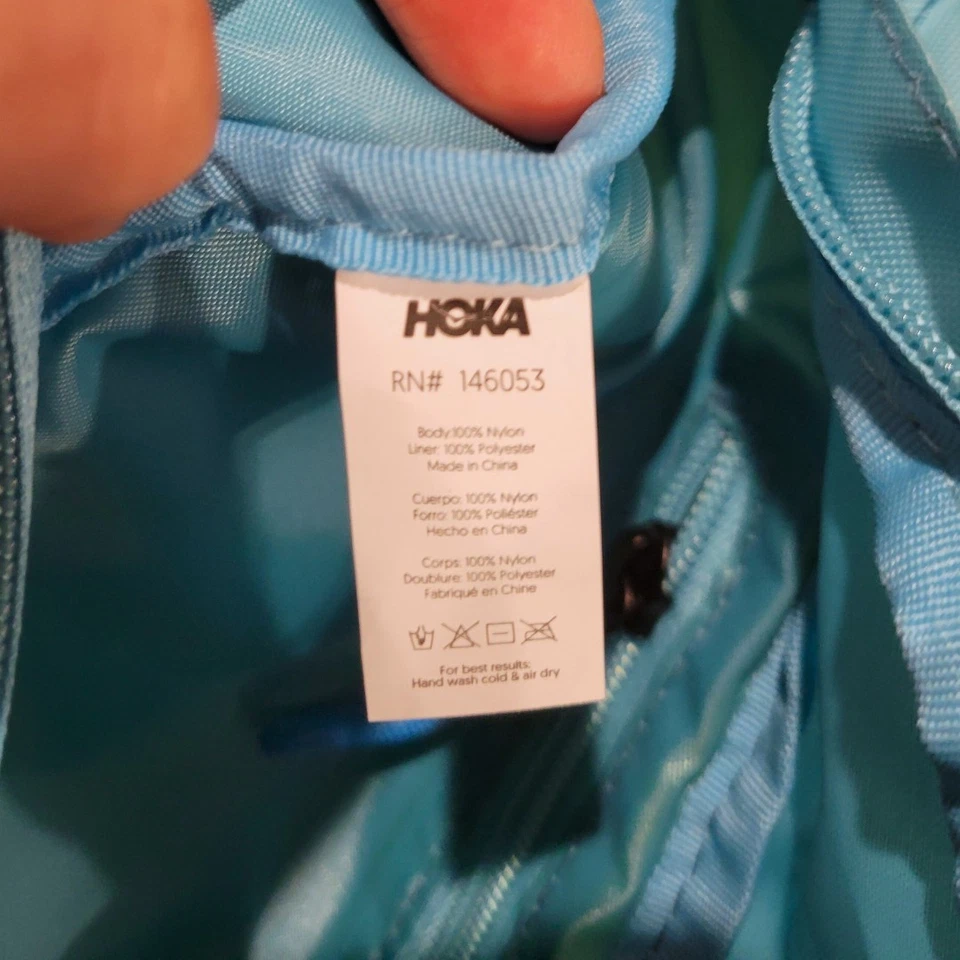 HOKA
RN# 146053
Body:100% Nylon
Liner: 100% Polyester
Made in China
Cuerpo: 100% Nylon
Forro: 100% Poliéster
Hecho en China
Corps: 100% Nylon
Doublure: 100% Polyester
Fabriqué en Chine
For best results:
Hand wash cold & air dry